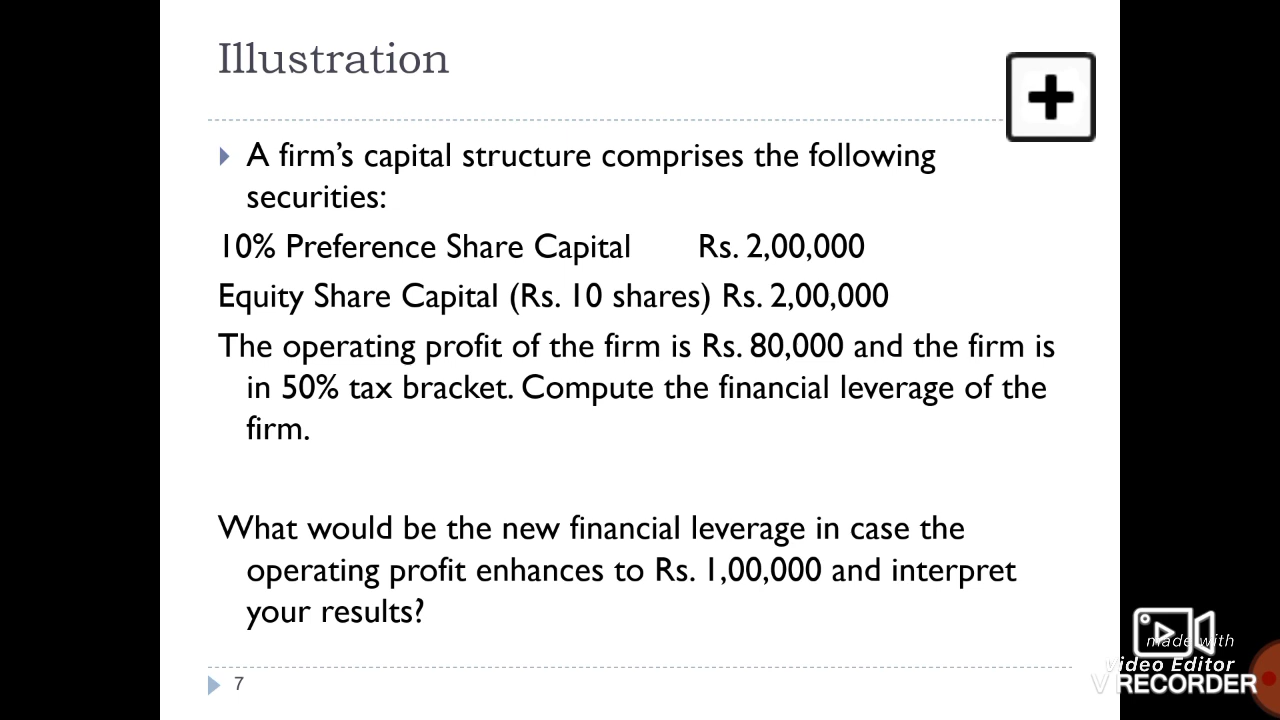 Illustration
A firm's capital structure comprises the following
securities:
10% Preference Share Capital Rs. 2,00,000
Equity Share Capital (Rs. 10 shares) Rs. 2,00,000
The operating profit of the firm is Rs. 80,000 and the firm is
in 50% tax bracket. Compute the financial leverage of the
firm.
What would be the new financial leverage in case the
operating profit enhances to Rs. 1,00,000 and interpret
your results?
7
made with
Video Editor
V RECORDER